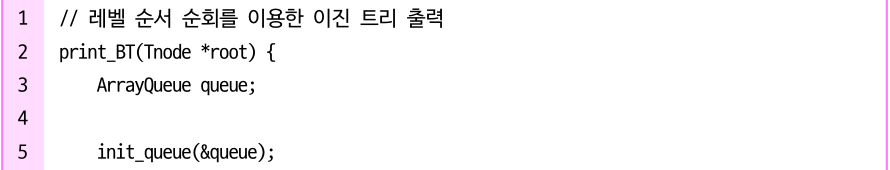 1 // 레벨 순서 순회를 이용한 이진 트리 출력
2 print_BT(Tnode *root) {
3 ArrayQueue queue;
4
5 init_queue(&queue);